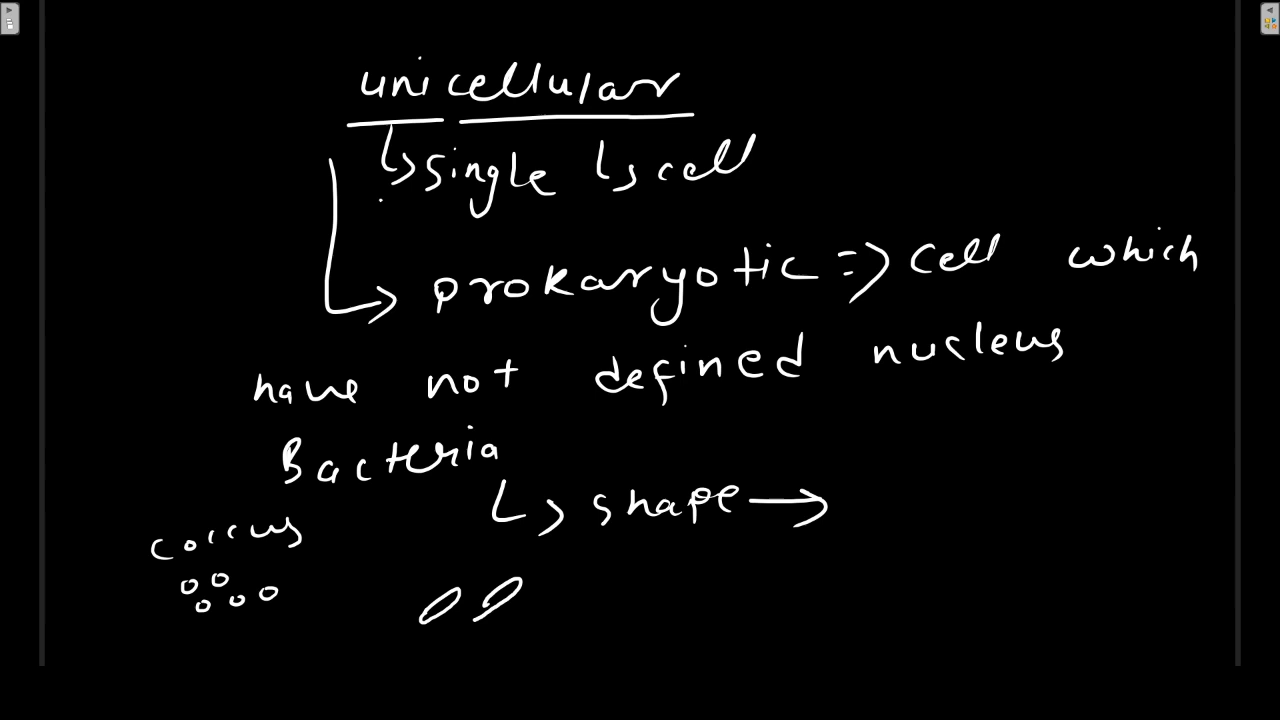 unicellular
↳ single ↳ cell
↳ prokaryotic => cell which
have not defined nucleus
Bacteria
↳ shape →
coccus